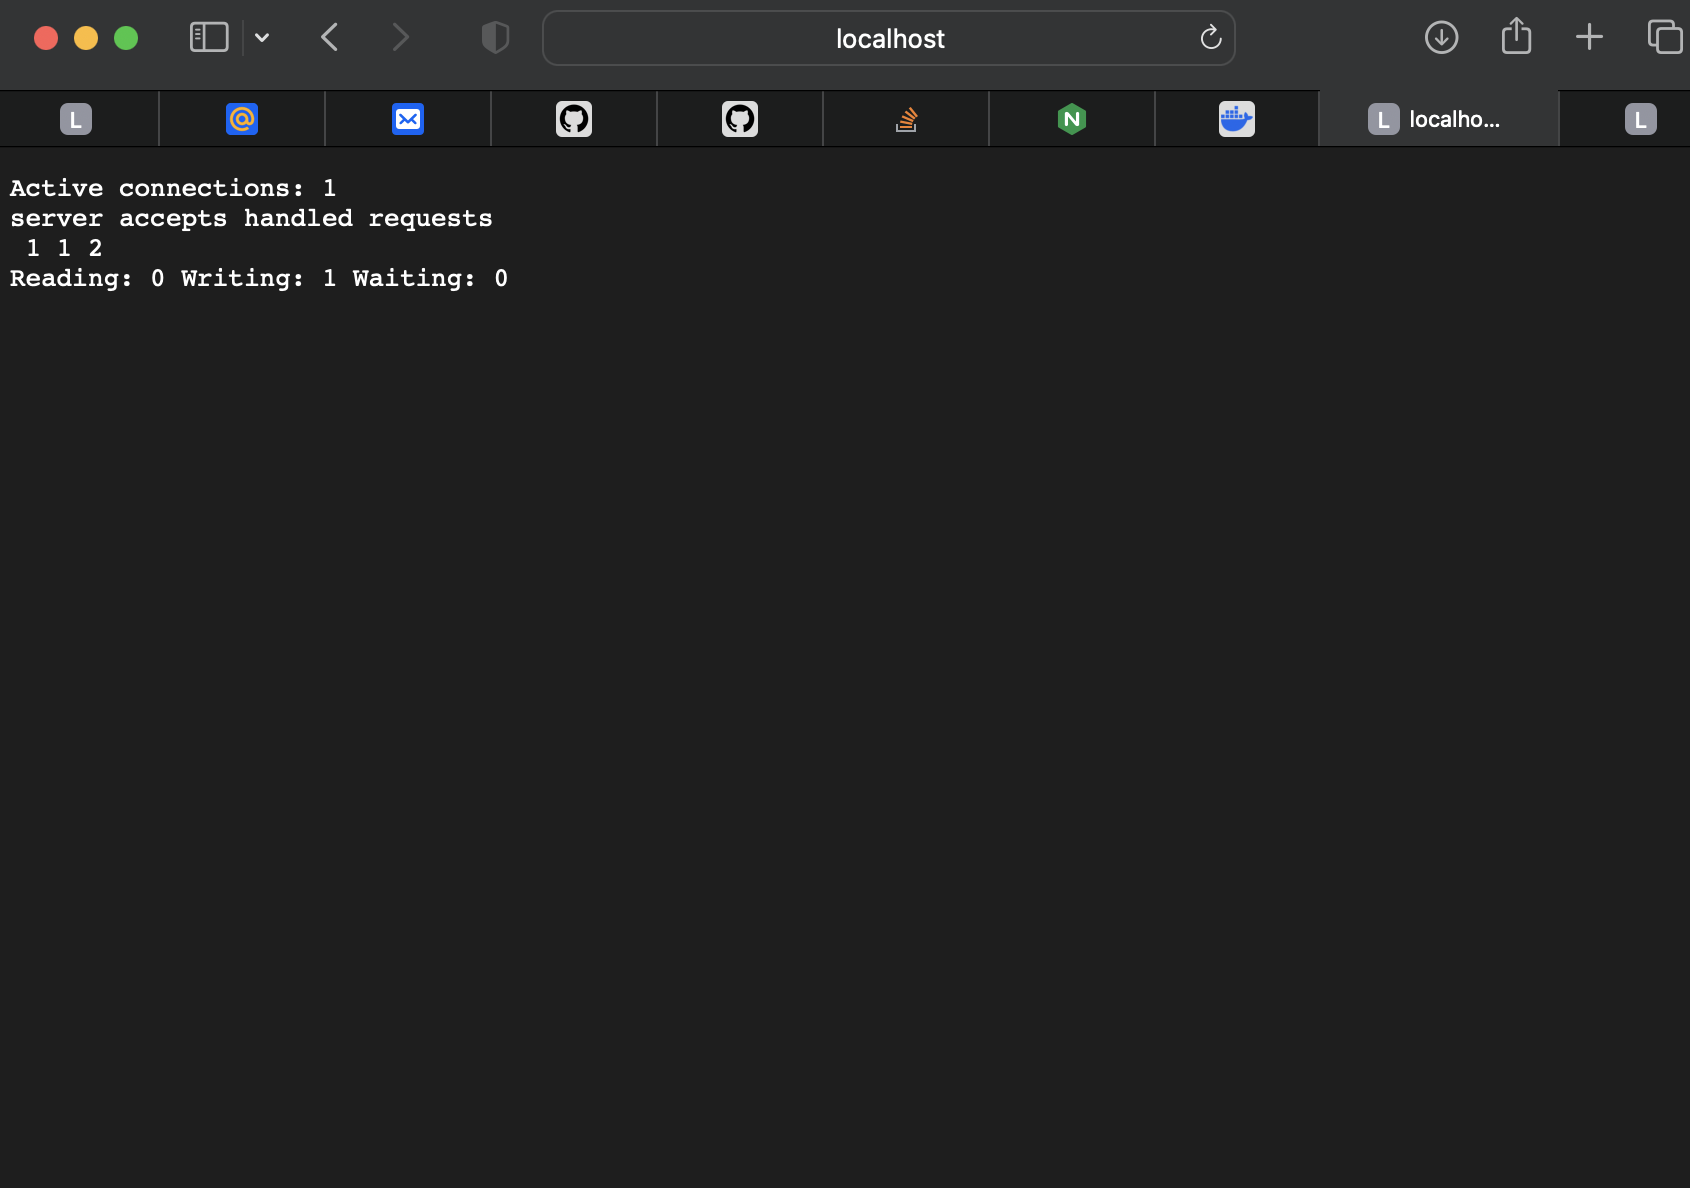 localhost
L
L localho...
L
Active connections: 1
server accepts handled requests
1 1 2
Reading: 0 Writing: 1 Waiting: 0